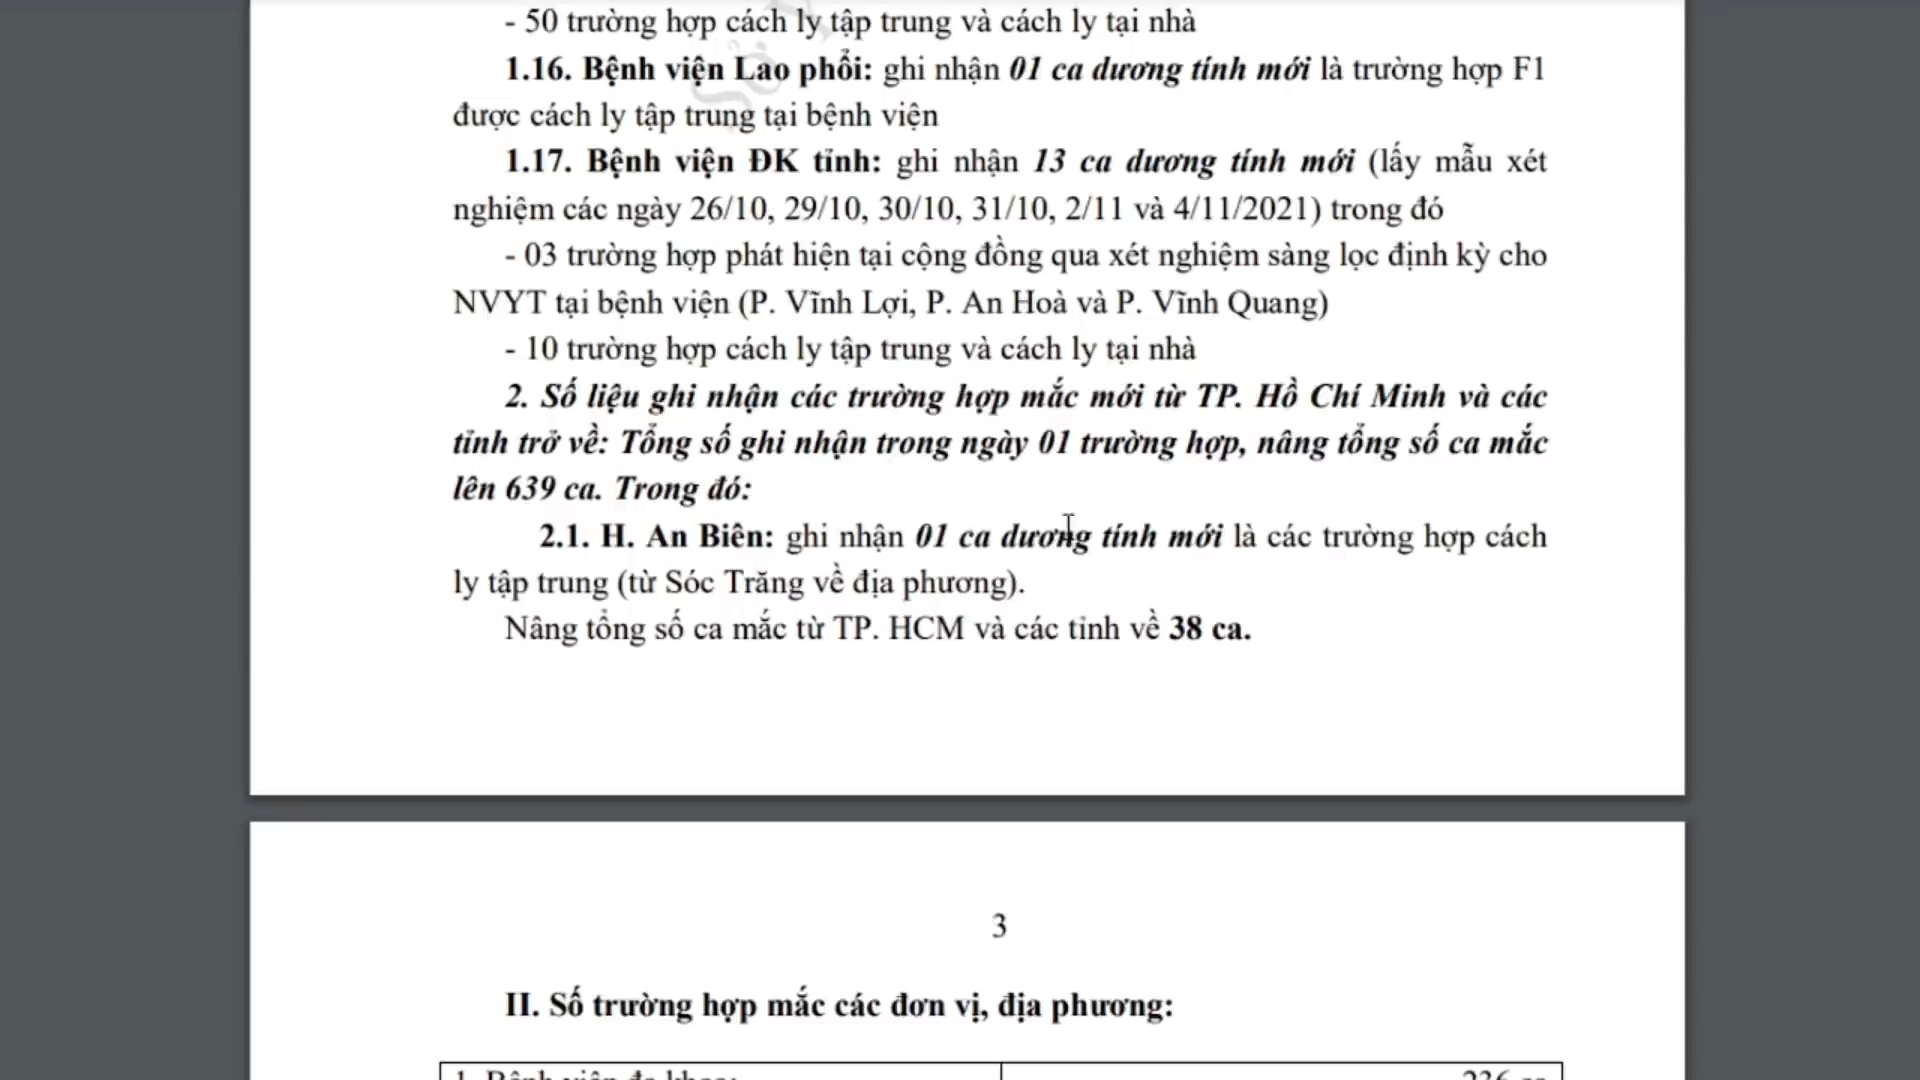 - 50 trường hợp cách ly tập trung và cách ly tại nhà
1.16. Bệnh viện Lao phổi: ghi nhận 01 ca dương tính mới là trường hợp F1
được cách ly tập trung tại bệnh viện
1.17. Bệnh viện ĐK tỉnh: ghi nhận 13 ca dương tính mới (lấy mẫu xét
nghiệm các ngày 26/10, 29/10, 30/10, 31/10, 2/11 và 4/11/2021) trong đó
- 03 trường hợp phát hiện tại cộng đồng qua xét nghiệm sàng lọc định kỳ cho
NVYT tại bệnh viện (P. Vĩnh Lợi, P. An Hoà và P. Vĩnh Quang)
- 10 trường hợp cách ly tập trung và cách ly tại nhà
2. Số liệu ghi nhận các trường hợp mắc mới từ TP. Hồ Chí Minh và các
tỉnh trở về: Tổng số ghi nhận trong ngày 01 trường hợp, nâng tổng số ca mắc
lên 639 ca. Trong đó:
2.1. H. An Biên: ghi nhận 01 ca dương tính mới là các trường hợp cách
ly tập trung (từ Sóc Trăng về địa phương).
Nâng tổng số ca mắc từ TP. HCM và các tỉnh về 38 ca.
3
II. Số trường hợp mắc các đơn vị, địa phương: